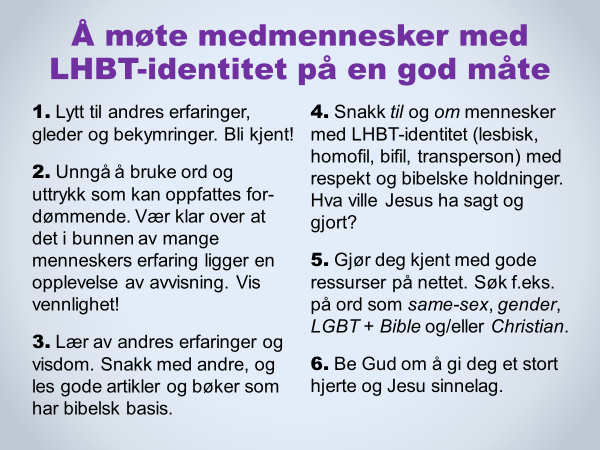 Å møte medmennesker med
LHBT-identitet på en god måte
1. Lytt til andres erfaringer,
gleder og bekymringer. Bli kjent!
2. Unngå å bruke ord og
uttrykk som kan oppfattes for-
dømmende. Vær klar over at
det i bunnen av mange
menneskers erfaring ligger en
opplevelse av avvisning. Vis
vennlighet!
3. Lær av andres erfaringer og
visdom. Snakk med andre, og
les gode artikler og bøker som
har bibelsk basis.
4. Snakk til og om mennesker
med LHBT-identitet (lesbisk,
homofil, bifil, transperson) med
respekt og bibelske holdninger.
Hva ville Jesus ha sagt og
gjort?
5. Gjør deg kjent med gode
ressurser på nettet. Søk f.eks.
på ord som same-sex, gender,
LGBT + Bible og/eller Christian.
6. Be Gud om å gi deg et stort
hjerte og Jesu sinnelag.